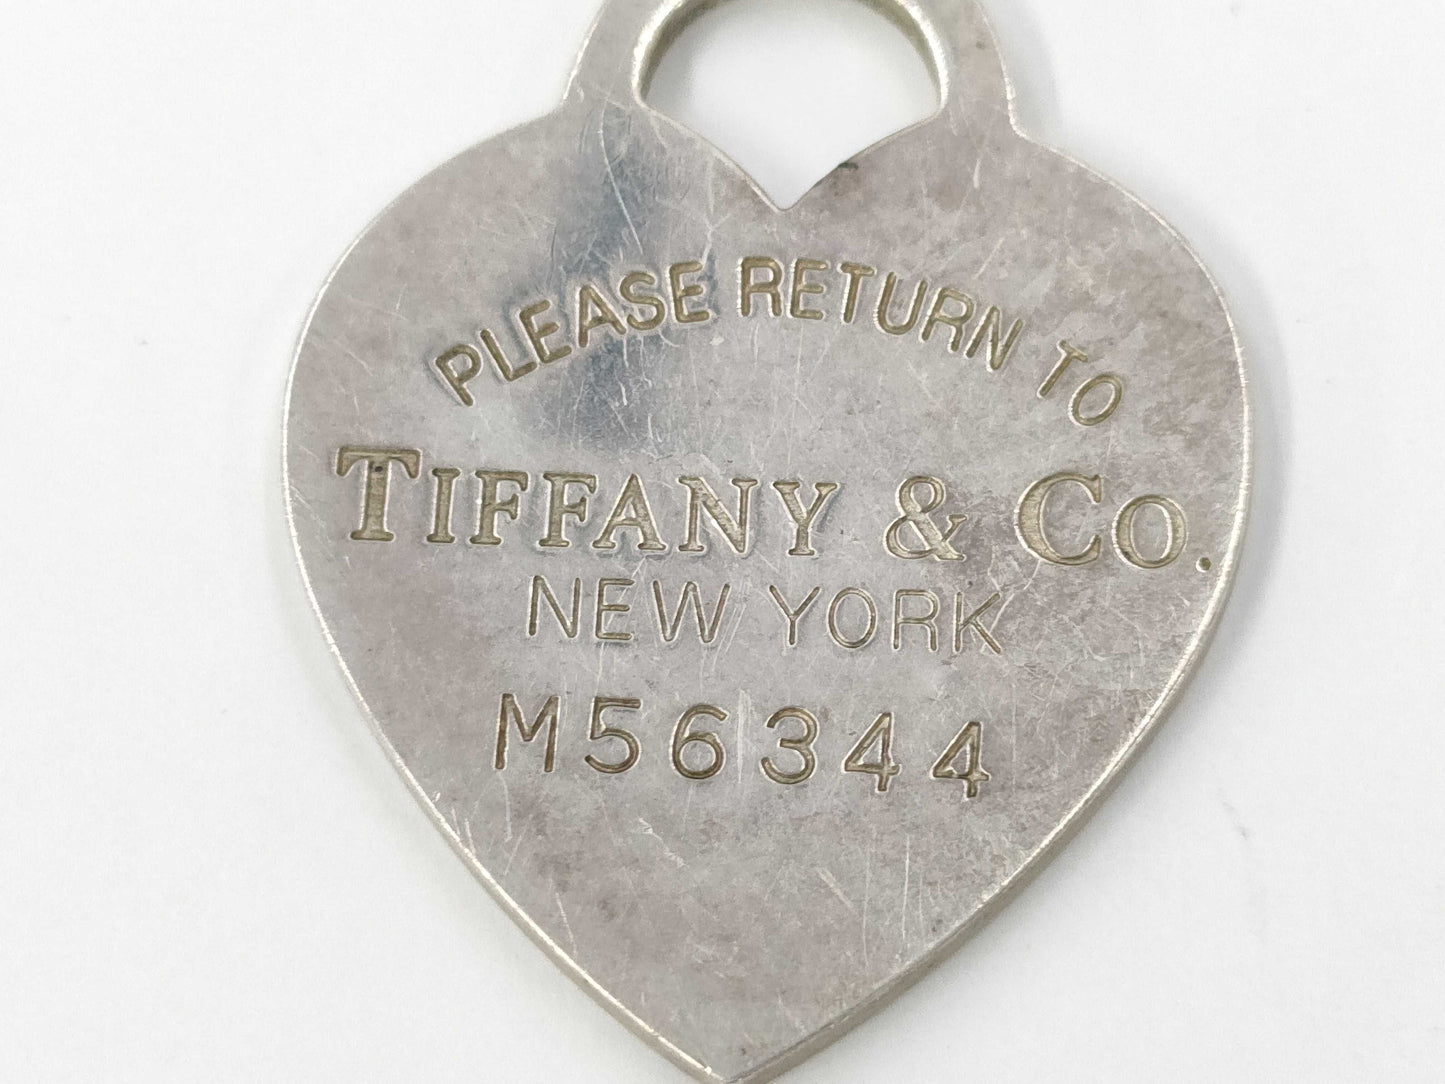 PLEASE RETURN TO
TIFFANY & CO.
NEW YORK
M56344